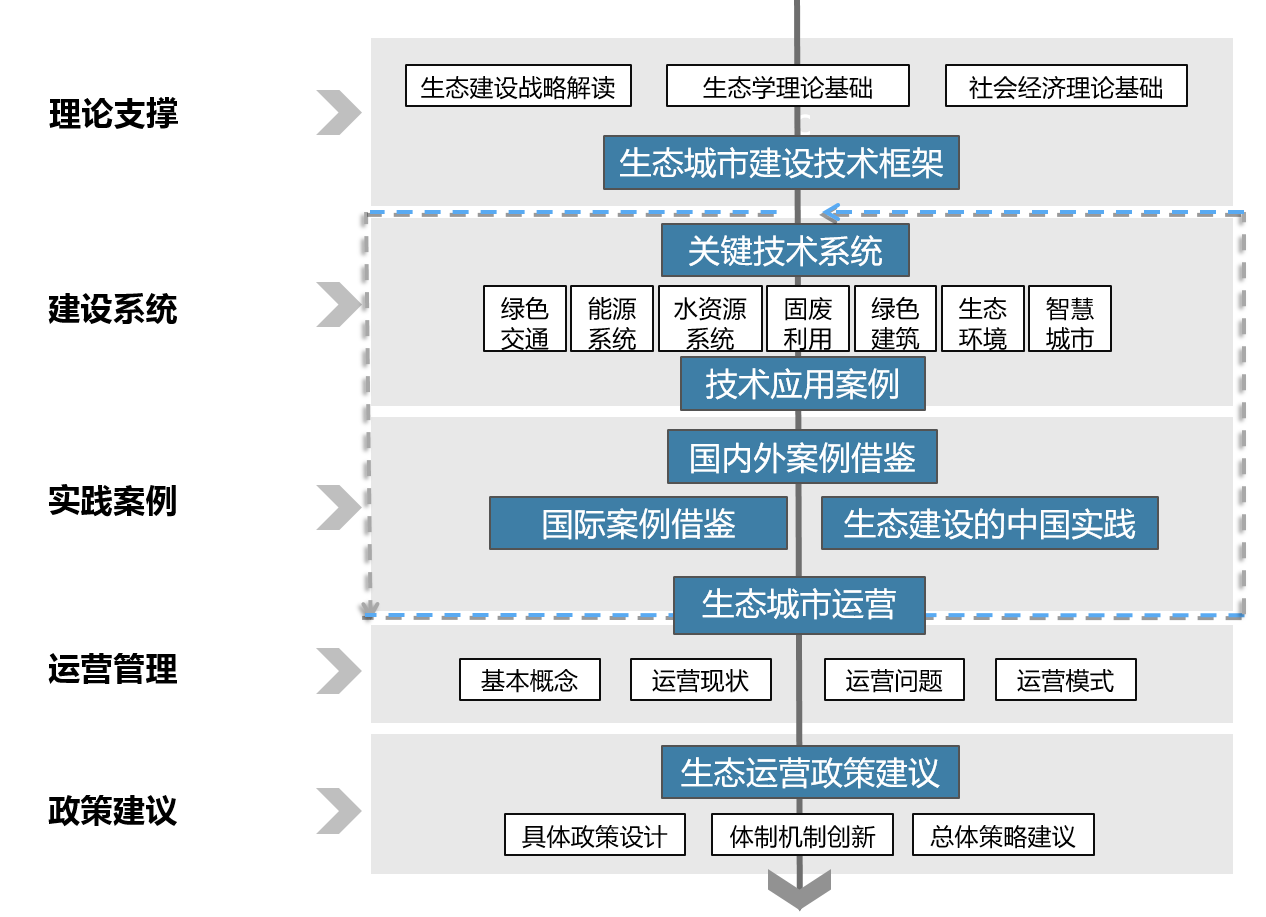 理论支撑
生态建设战略解读
生态学理论基础
社会经济理论基础
生态城市建设技术框架
建设系统
关键技术系统
绿色
交通
能源
系统
水资源
系统
固废
利用
绿色
建筑
生态
环境
智慧
城市
技术应用案例
实践案例
国内外案例借鉴
国际案例借鉴
生态建设的中国实践
生态城市运营
运营管理
基本概念
运营现状
运营问题
运营模式
政策建议
生态运营政策建议
具体政策设计
体制机制创新
总体策略建议